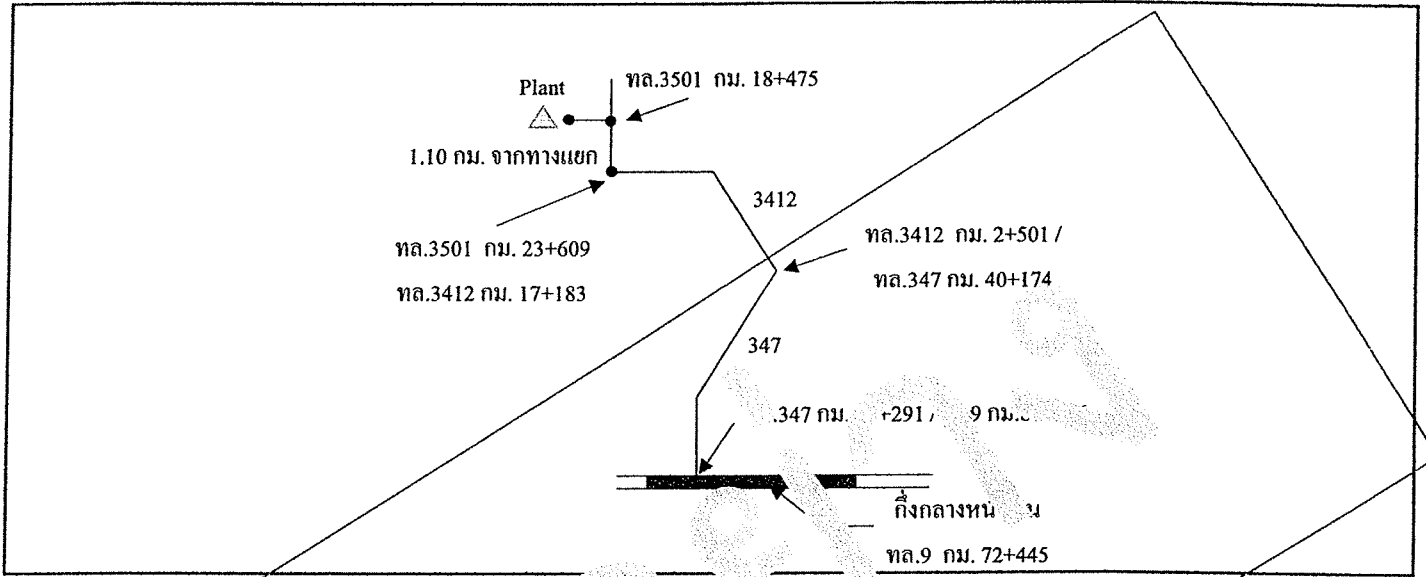 Plant
ทล.3501 กม. 18+475
1.10 กม. จากทางแยก
3412
ทล.3501 กม. 23+609
ทล.3412 กม. 17+183
ทล.3412 กม. 2+501 /
ทล.347 กม. 40+174
347
.347 กม. +291 / 9 กม.
กึ่งกลาง
ทล.9 กม. 72+445